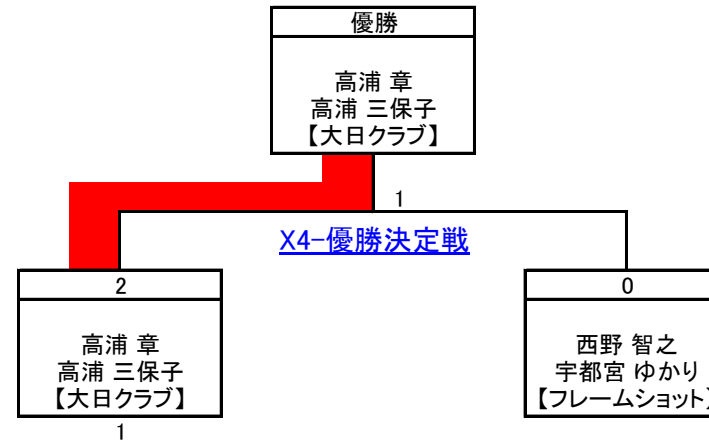 優勝
高浦 章
高浦 三保子
【大日クラブ】
1
X4-優勝決定戦
2
高浦 章
高浦 三保子
【大日クラブ】
1
0
西野 智之
宇都宮 ゆかり
【フレームショット】